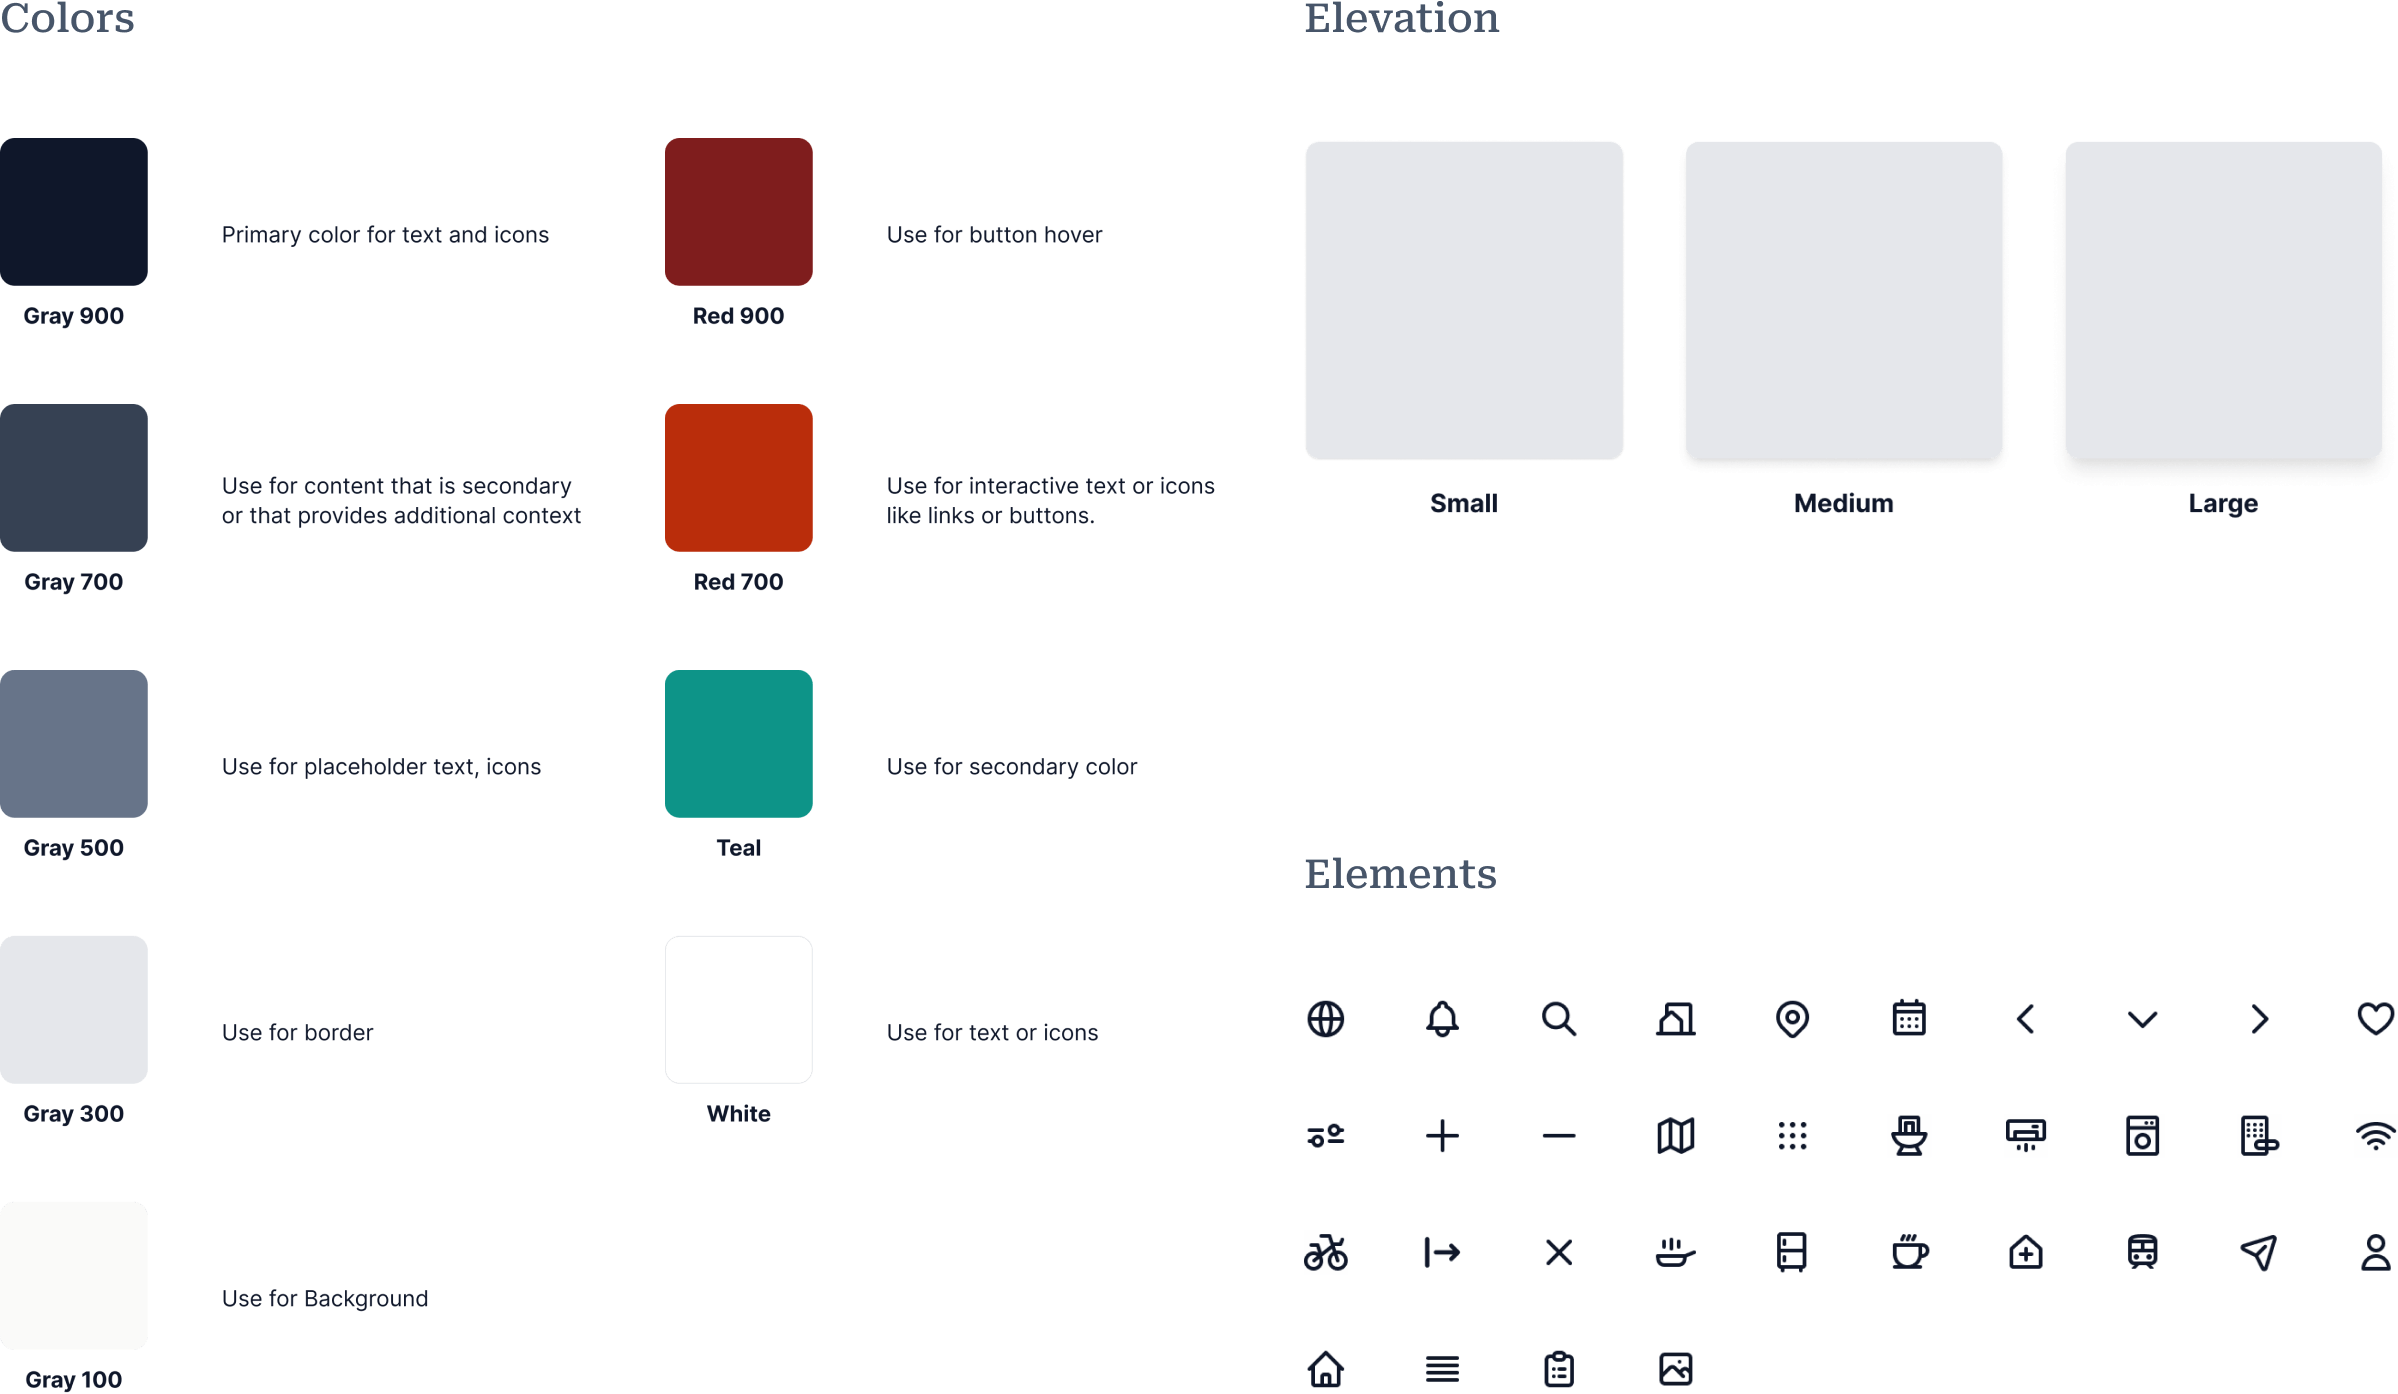 Colors
Primary color for text and icons
Gray 900
Use for button hover
Red 900
Use for content that is secondary
or that provides additional context
Gray 700
Use for interactive text or icons
like links or buttons.
Red 700
Use for placeholder text, icons
Gray 500
Use for secondary color
Teal
Use for border
Gray 300
Use for text or icons
White
Use for Background
Gray 100
Elevation
Small
Medium
Large
Elements